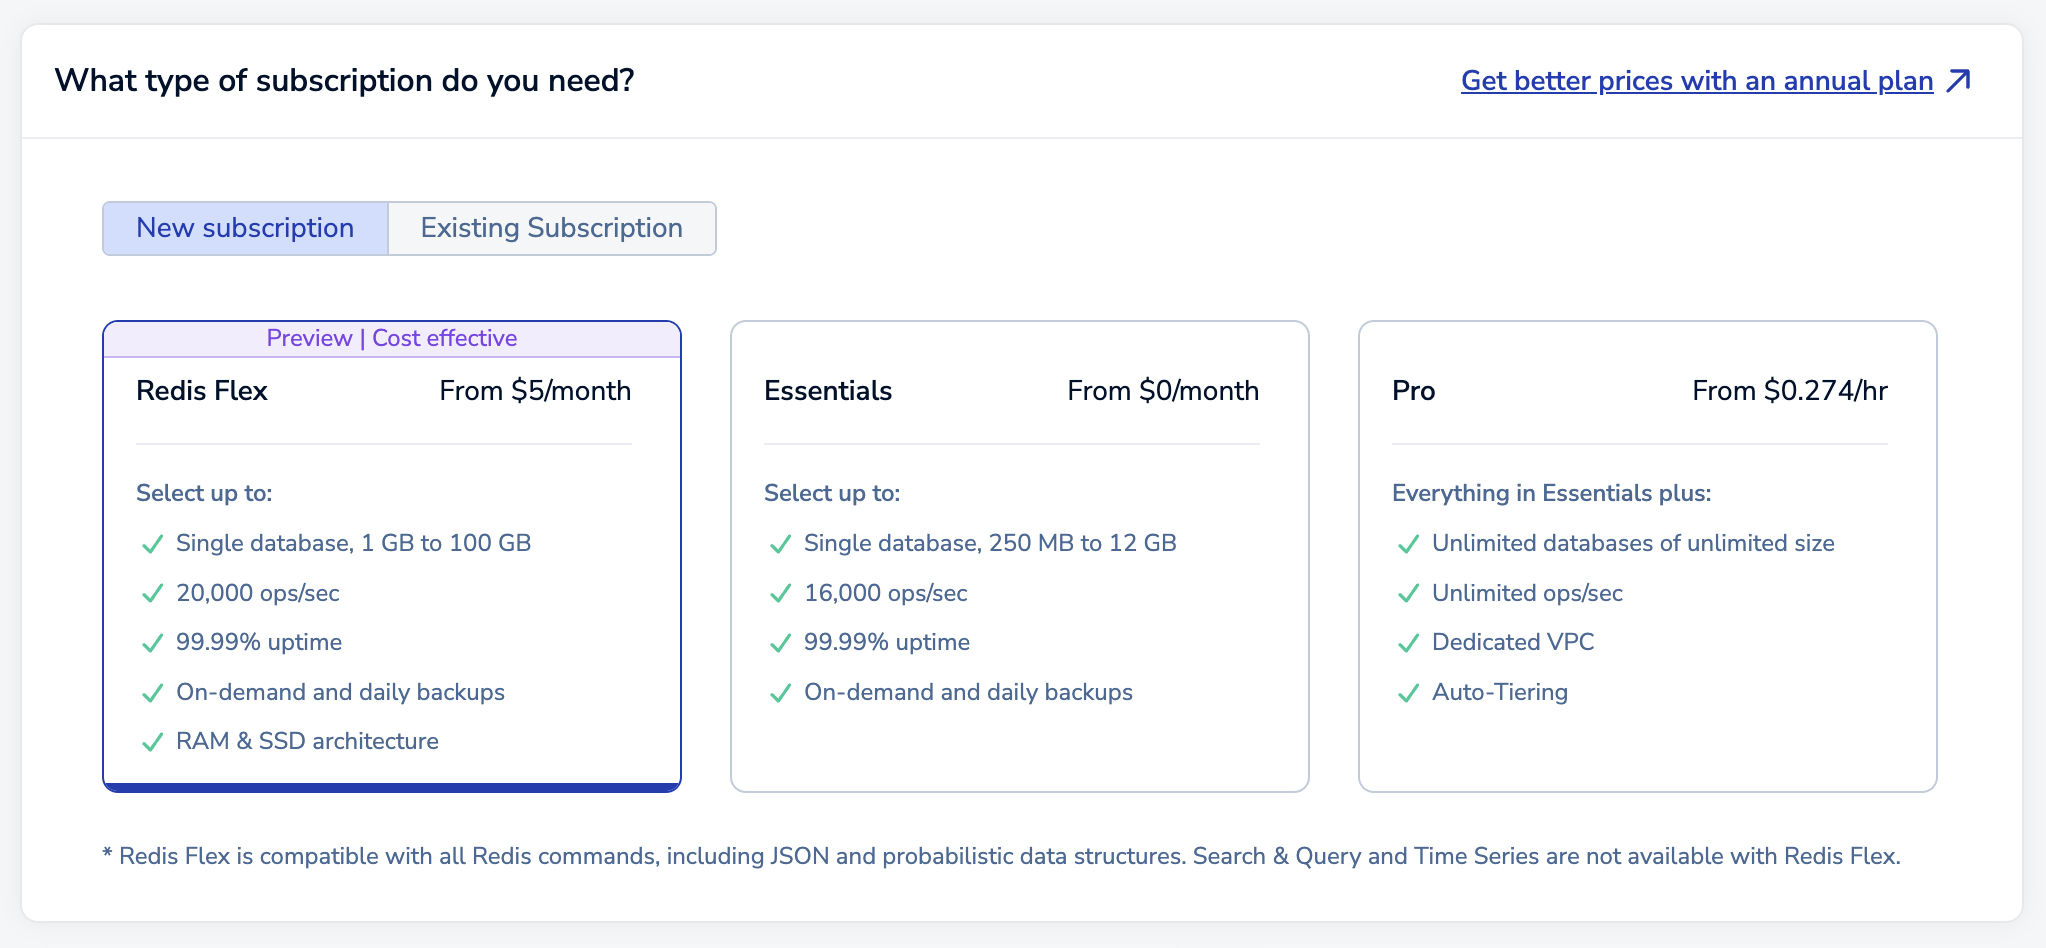 What type of subscription do you need?
Get better prices with an annual plan
New subscription
Existing Subscription
Preview | Cost effective
Redis Flex
From $5/month
Select up to:
Single database, 1 GB to 100 GB
20,000 ops/sec
99.99% uptime
On-demand and daily backups
RAM & SSD architecture
Essentials
From $0/month
Select up to:
Single database, 250 MB to 12 GB
16,000 ops/sec
99.99% uptime
On-demand and daily backups
Pro
From $0.274/hr
Everything in Essentials plus:
Unlimited databases of unlimited size
Unlimited ops/sec
Dedicated VPC
Auto-Tiering
* Redis Flex is compatible with all Redis commands, including JSON and probabilistic data structures. Search & Query and Time Series are not available with Redis Flex.